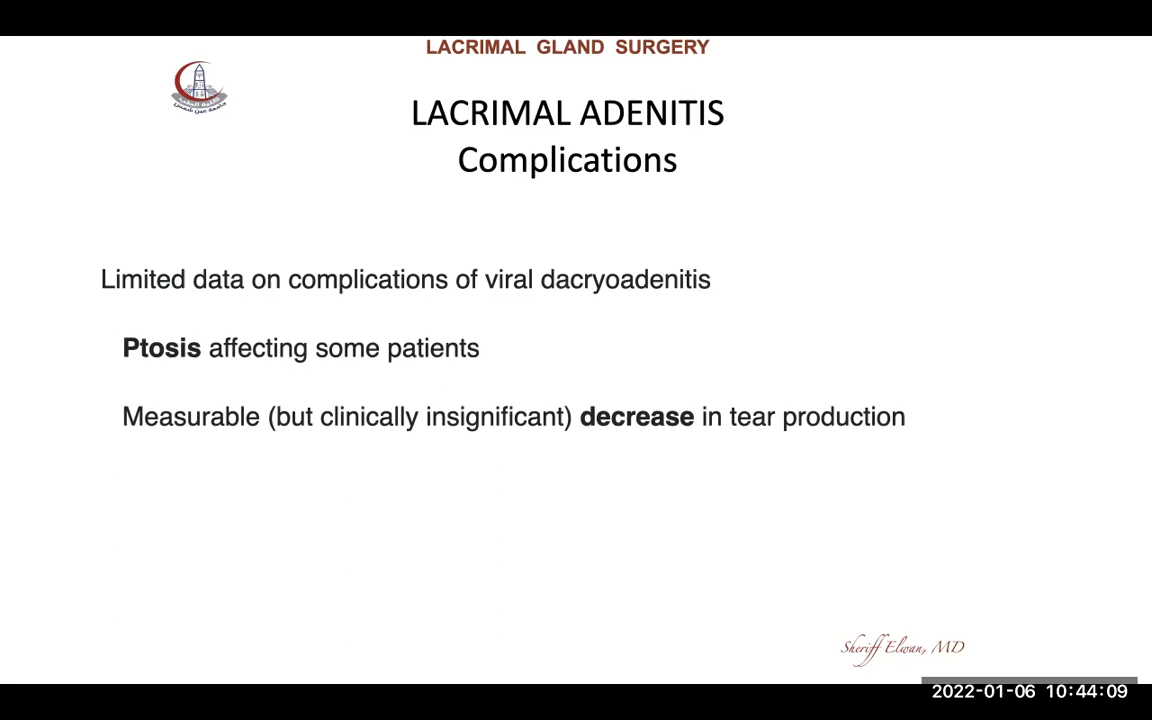 LACRIMAL GLAND SURGERY
LACRIMAL ADENITIS
Complications
Limited data on complications of viral dacryoadenitis
Ptosis affecting some patients
Measurable (but clinically insignificant) decrease in tear production
Sheriff Elwan, MD
2022-01-06 10:44:09